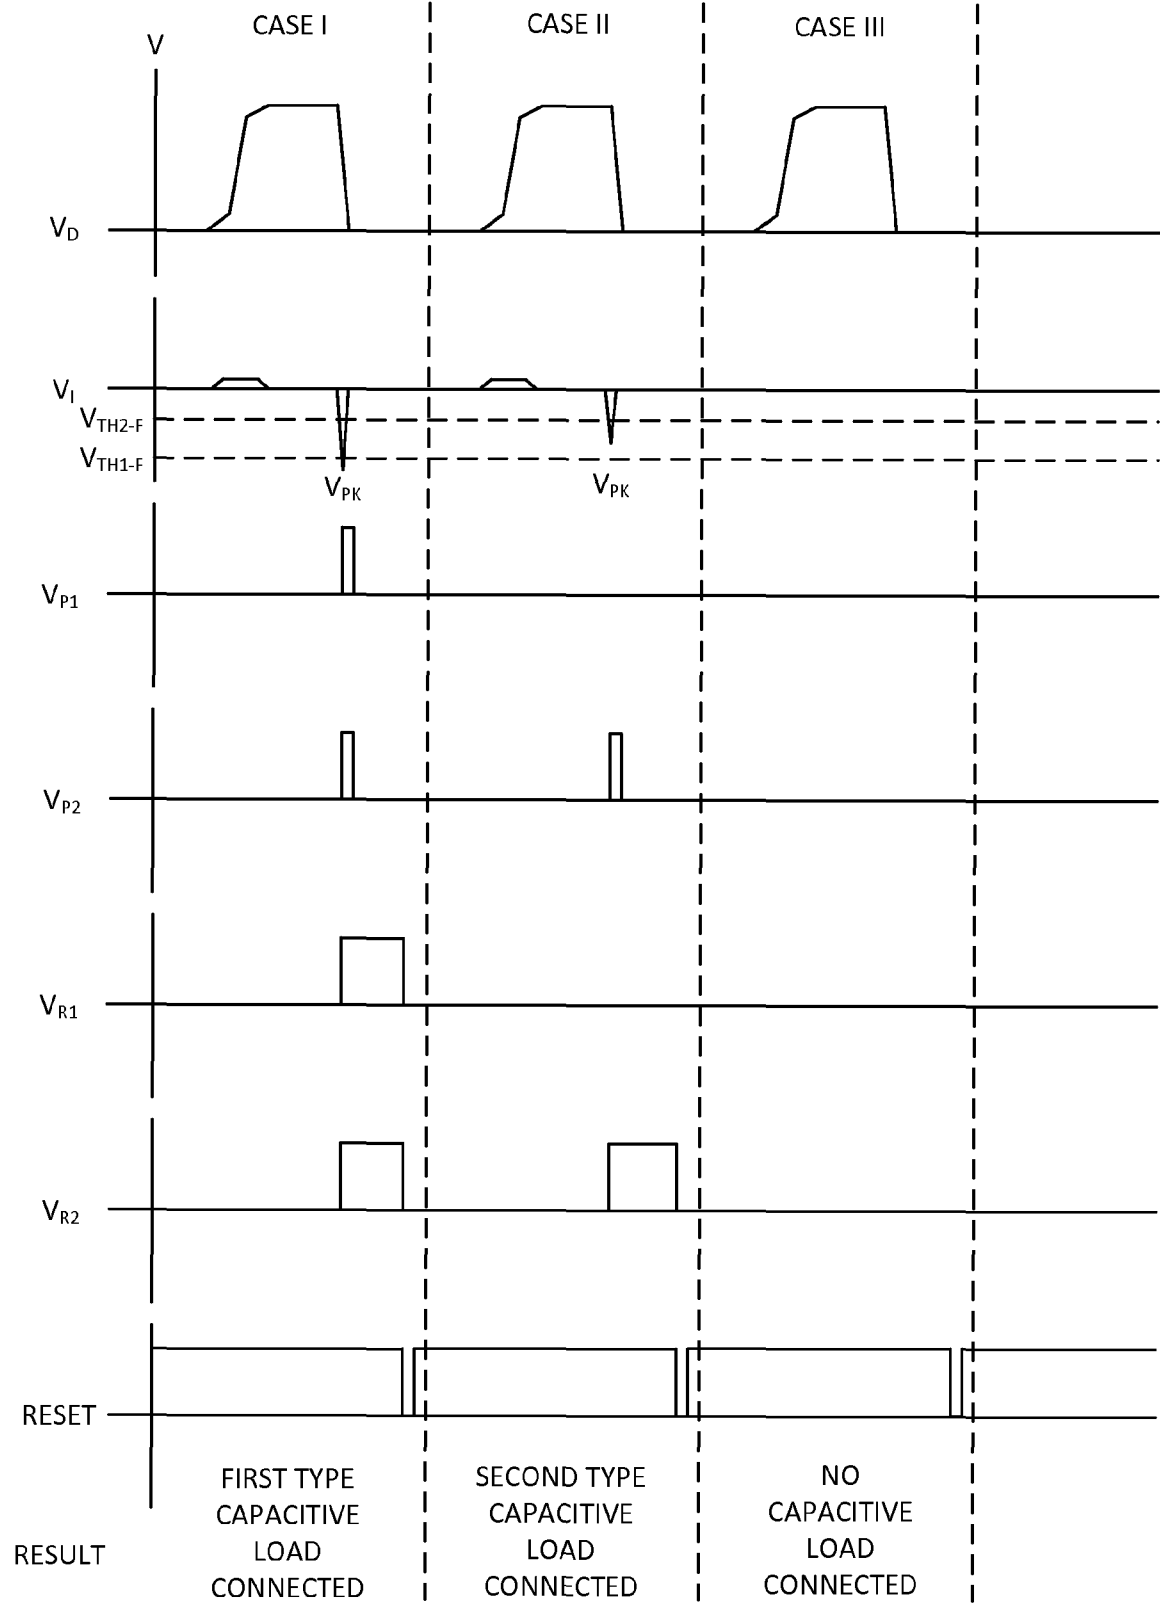 CASE I
CASE II
CASE III
V
VD
VI
VTH2-F
VTH1-F
VPK
VPK
VP1
VP2
VR1
VR2
RESET
RESULT
FIRST TYPE
CAPACITIVE
LOAD
CONNECTED
SECOND TYPE
CAPACITIVE
LOAD
CONNECTED
NO
CAPACITIVE
LOAD
CONNECTED